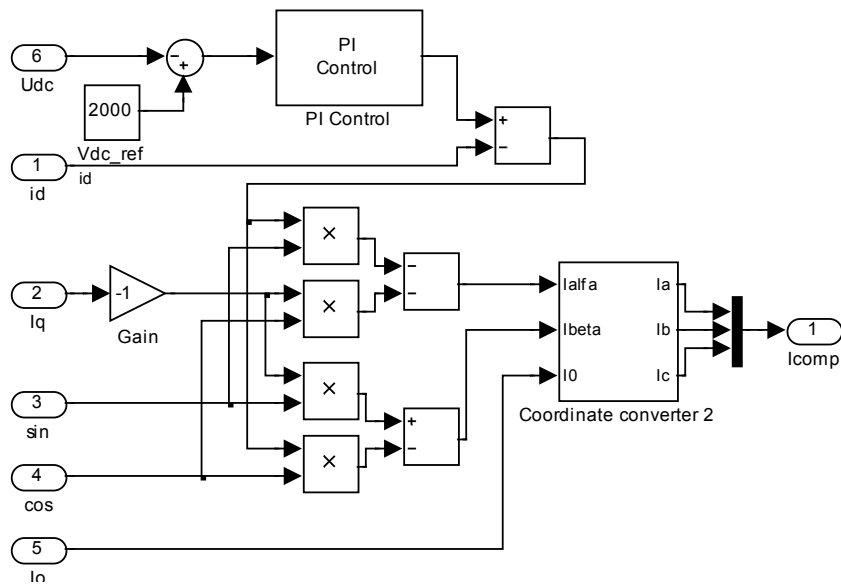 6
Udc
−
+
2000
Vdc_ref
PI
Control
PI Control
+
−
1
id
id
2
Iq
-1
Gain
×
×
−
−
×
×
+
−
3
sin
4
cos
5
Io
Ialfa
Ibeta
I0
Ia
Ib
Ic
Coordinate converter 2
1
Icomp